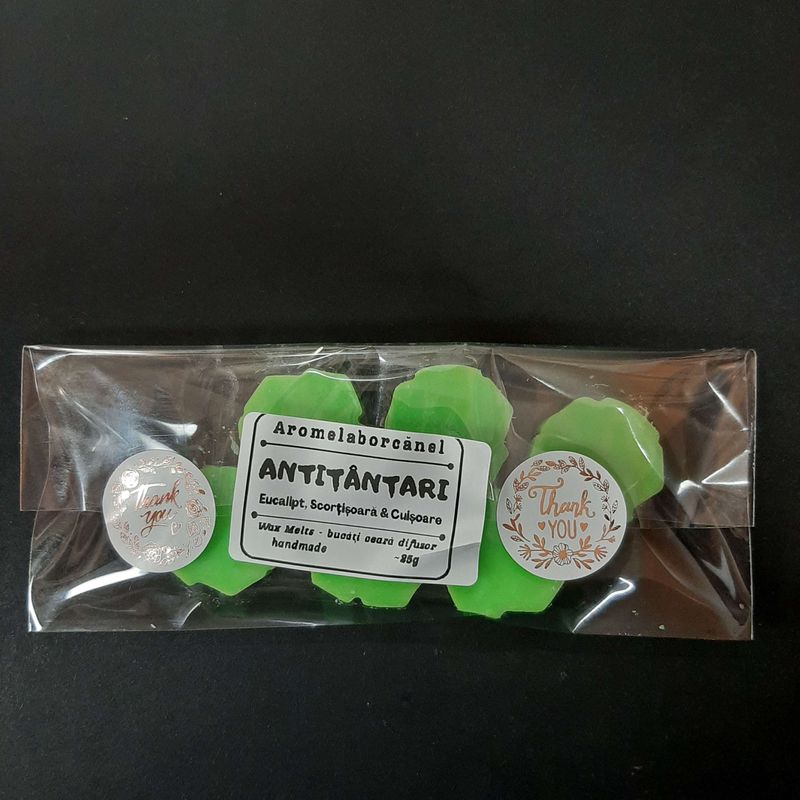 Aromelaborcănel
ANTIȚÂNȚARI
Eucalipt, Scorțișoară & Cuișoare
Wax Melts - bucăți ceară difuzor
handmade ~25g
Thank
you
Thank
YOU